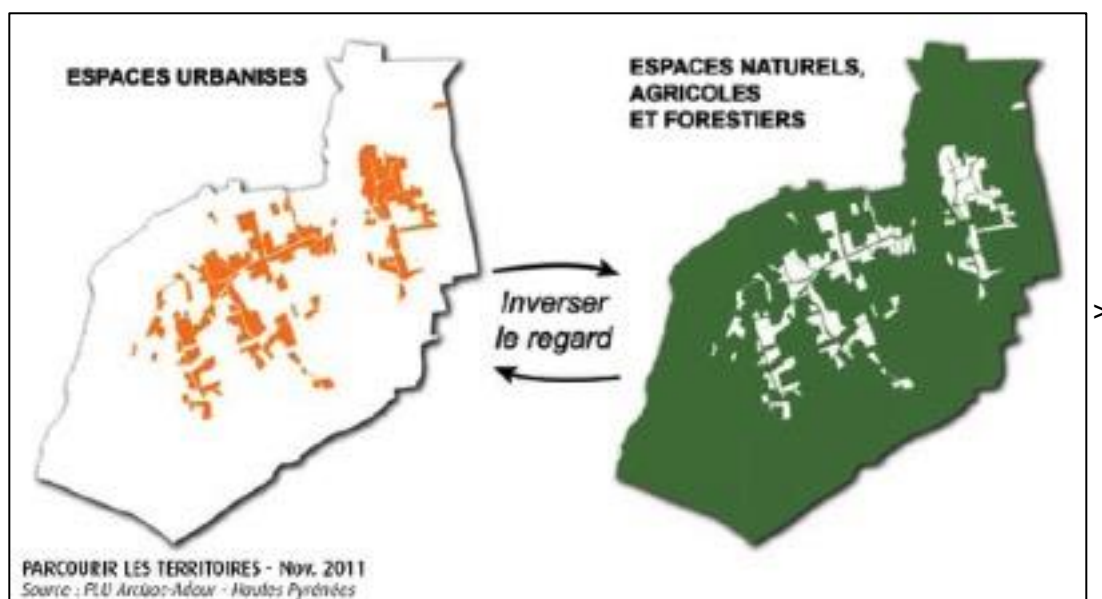 ESPACES URBANISES
ESPACES NATURELS,
AGRICOLES
ET FORESTIERS
Inverser
le regard
>
PARCOURIR LES TERRITOIRES - Nov. 2011
Source : PLU Arcizac-Adour - Hautes Pyrénées